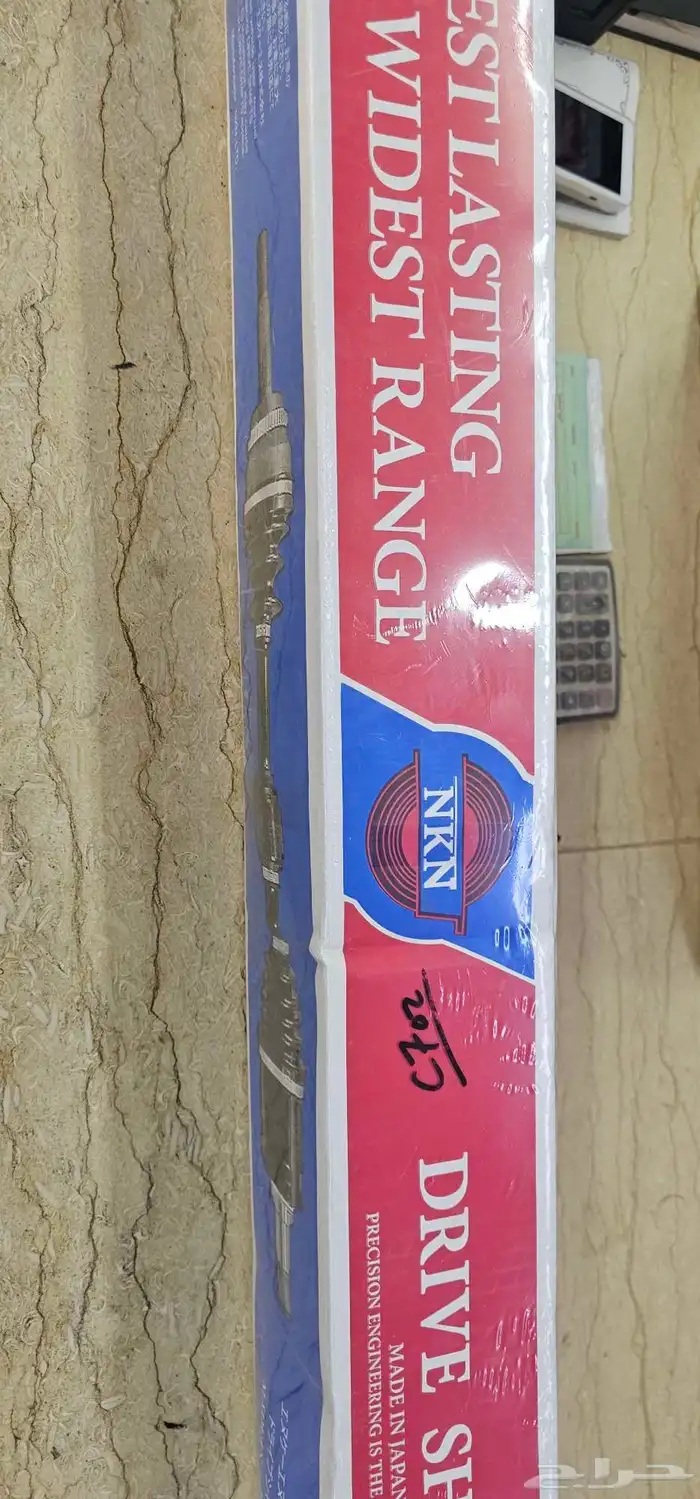 EST LASTING
WIDEST RANGE
NKN
C702
DRIVE SH
MADE IN JAPAN
PRECISION ENGINEERING IS THE
حراج